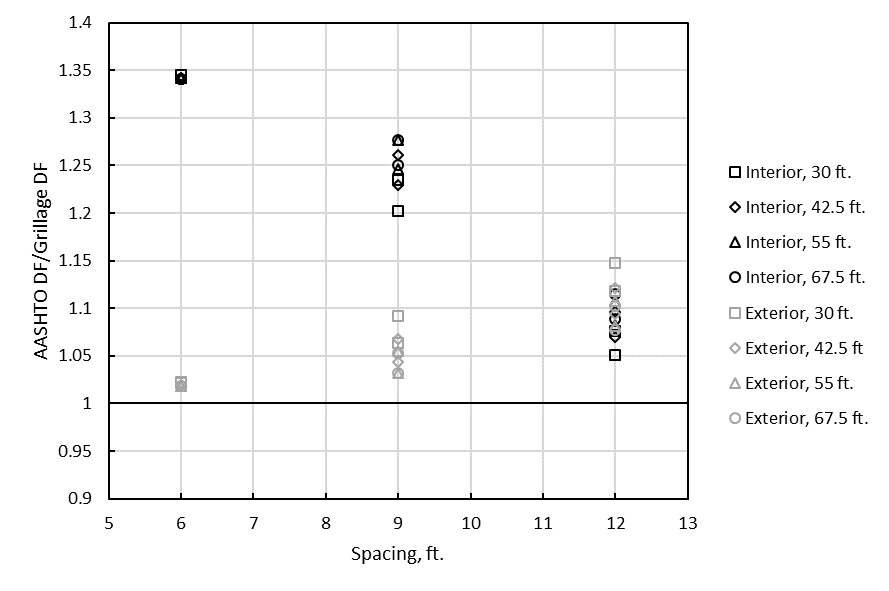 1.4
1.35
1.3
1.25
1.2
1.15
1.1
1.05
1
0.95
0.9
AASHTO DF/Grillage DF
5 6 7 8 9 10 11 12 13
Spacing, ft.
Interior, 30 ft.
Interior, 42.5 ft.
Interior, 55 ft.
Interior, 67.5 ft.
Exterior, 30 ft.
Exterior, 42.5 ft
Exterior, 55 ft.
Exterior, 67.5 ft.